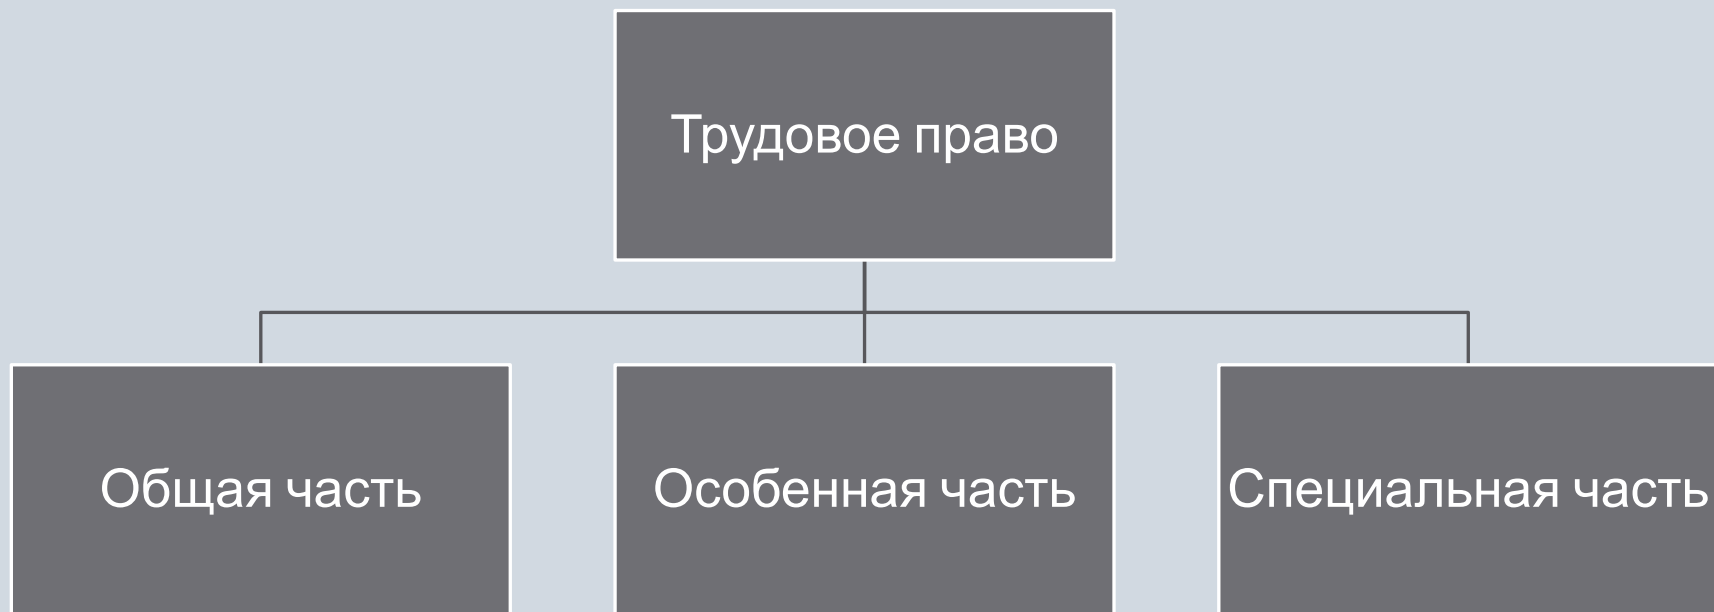 Трудовое право
Общая часть
Особенная часть
Специальная часть